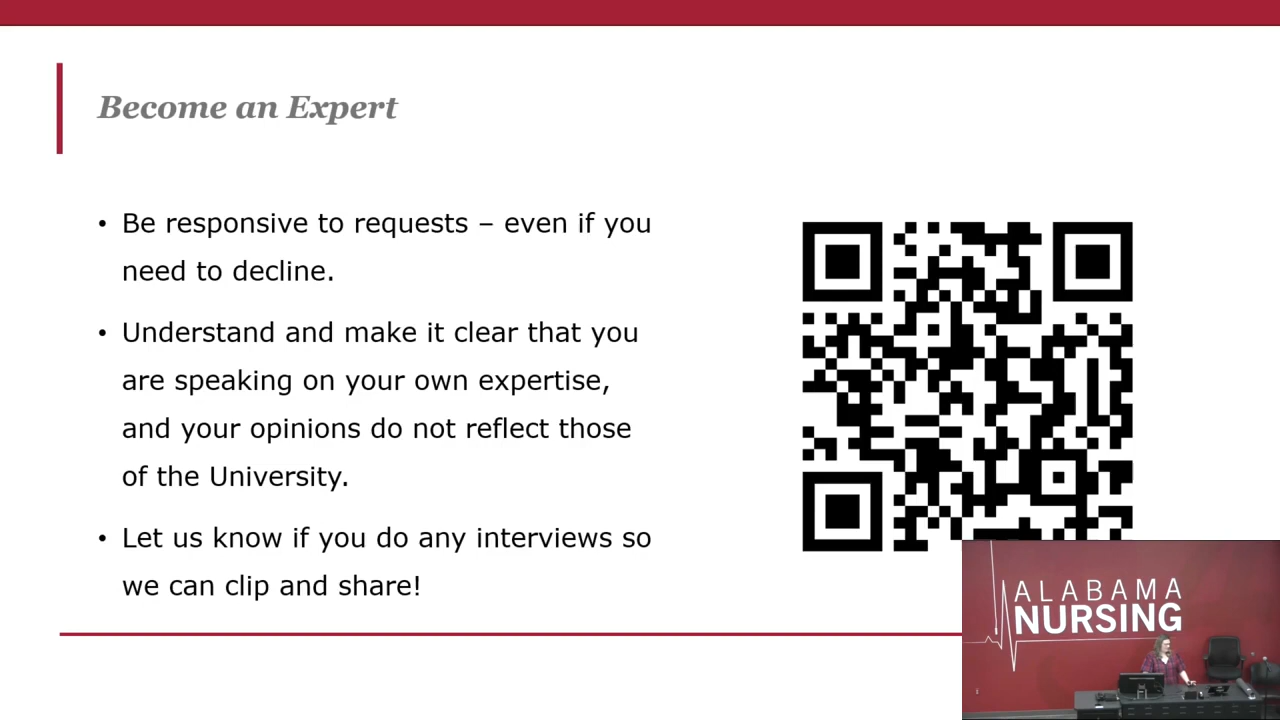 Become an Expert
• Be responsive to requests – even if you
need to decline.
• Understand and make it clear that you
are speaking on your own expertise,
and your opinions do not reflect those
of the University.
• Let us know if you do any interviews so
we can clip and share!
ALABAMA
NURSING